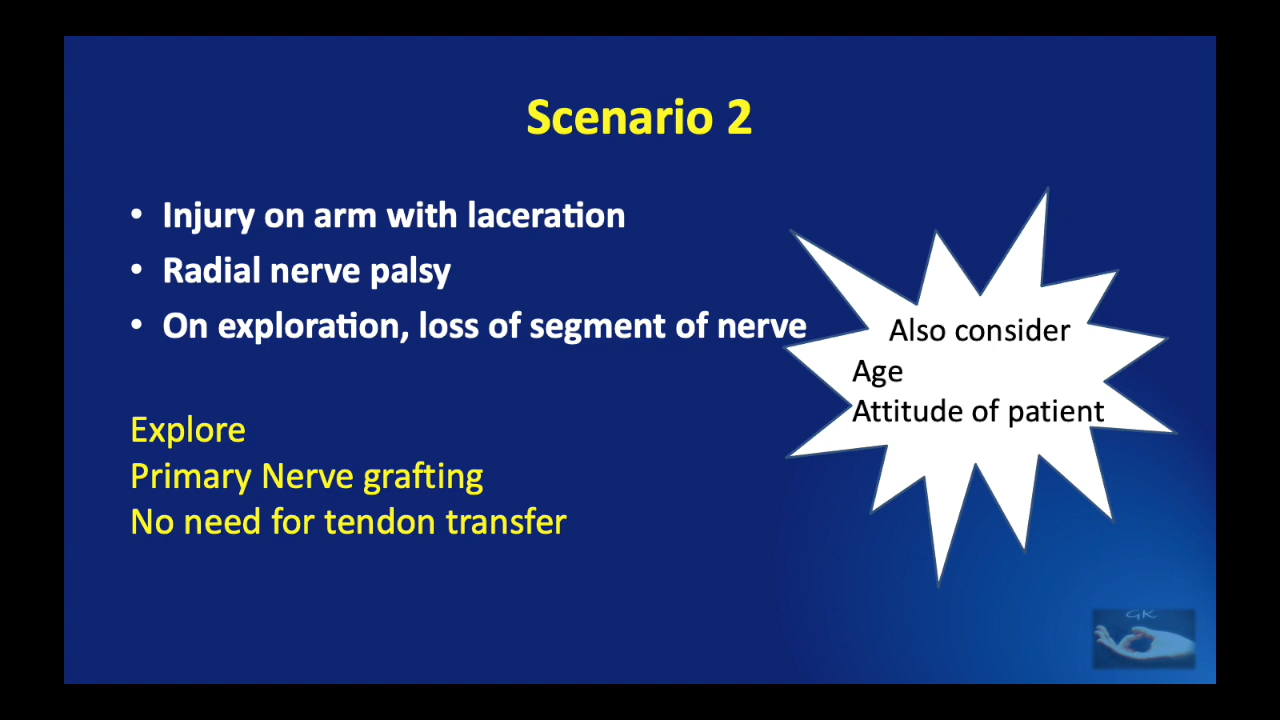 Scenario 2
• Injury on arm with laceration
• Radial nerve palsy
• On exploration, loss of segment of nerve
Also consider
Age
Attitude of patient
Explore
Primary Nerve grafting
No need for tendon transfer
GK